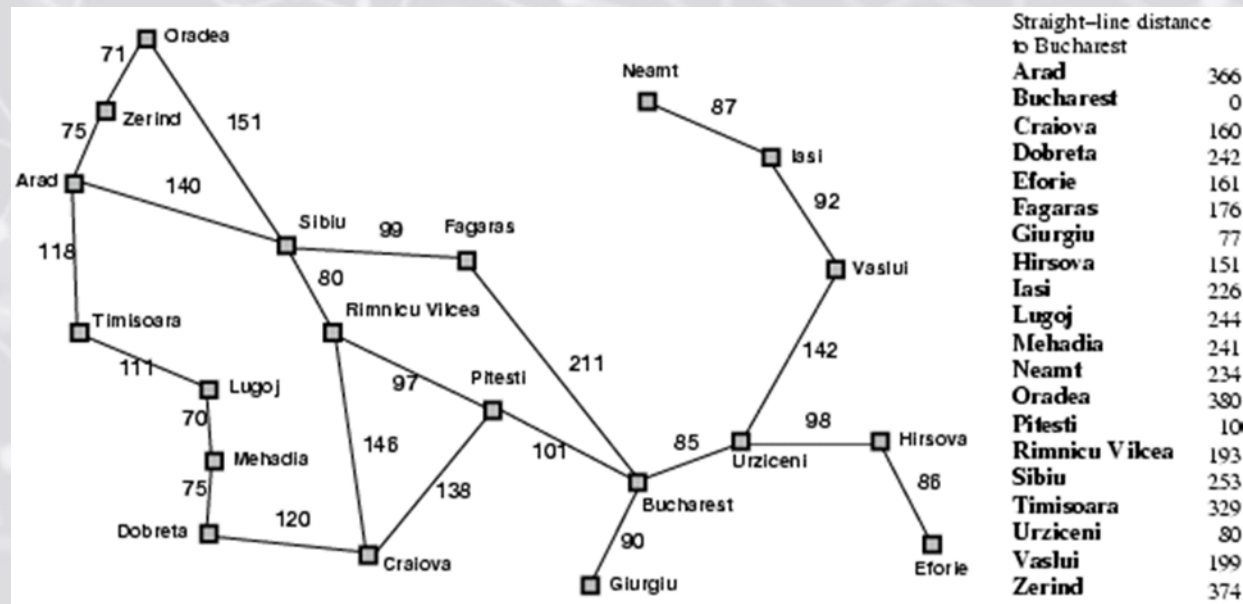 Oradea
71
Neamt
Zerind
87
75
151
Iasi
Arad
140
92
Sibiu
99
Fagaras
118
Vaslui
80
Timisoara
Rimnicu Vilcea
142
111
211
Lugoj
Pitesti
97
70
98
Hirsova
85
146
101
Urziceni
Mehadia
86
75
138
Bucharest
120
Dobreta
90
Craiova
Eforie
Giurgiu
Straight-line distance
to Bucharest
Arad 366
Bucharest 0
Craiova 160
Dobreta 242
Eforie 161
Fagaras 176
Giurgiu 77
Hirsova 151
Iasi 226
Lugoj 244
Mehadia 241
Neamt 234
Oradea 380
Pitesti
Rimnicu Vilcea 193
Sibiu 253
Timisoara 329
Urziceni 80
Vaslui 199
Zerind 374